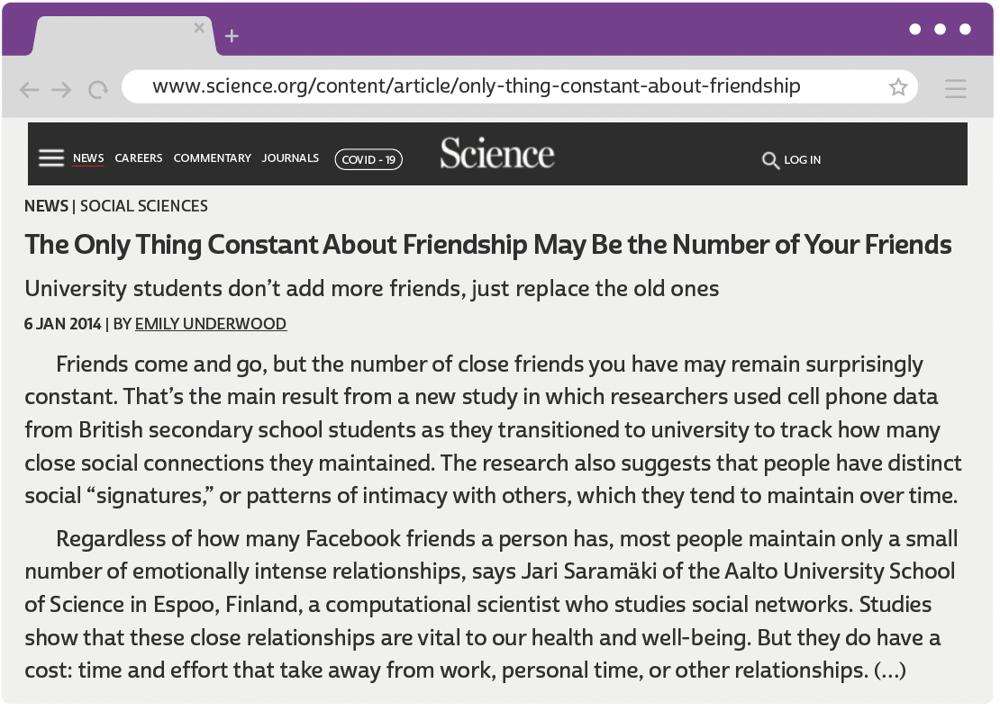 www.science.org/content/article/only-thing-constant-about-friendship
NEWS CAREERS COMMENTARY JOURNALS COVID - 19 Science LOG IN
NEWS | SOCIAL SCIENCES
The Only Thing Constant About Friendship May Be the Number of Your Friends
University students don’t add more friends, just replace the old ones
6 JAN 2014 | BY EMILY UNDERWOOD
Friends come and go, but the number of close friends you have may remain surprisingly
constant. That’s the main result from a new study in which researchers used cell phone data
from British secondary school students as they transitioned to university to track how many
close social connections they maintained. The research also suggests that people have distinct
social “signatures,” or patterns of intimacy with others, which they tend to maintain over time.
Regardless of how many Facebook friends a person has, most people maintain only a small
number of emotionally intense relationships, says Jari Saramäki of the Aalto University School
of Science in Espoo, Finland, a computational scientist who studies social networks. Studies
show that these close relationships are vital to our health and well-being. But they do have a
cost: time and effort that take away from work, personal time, or other relationships. (...)